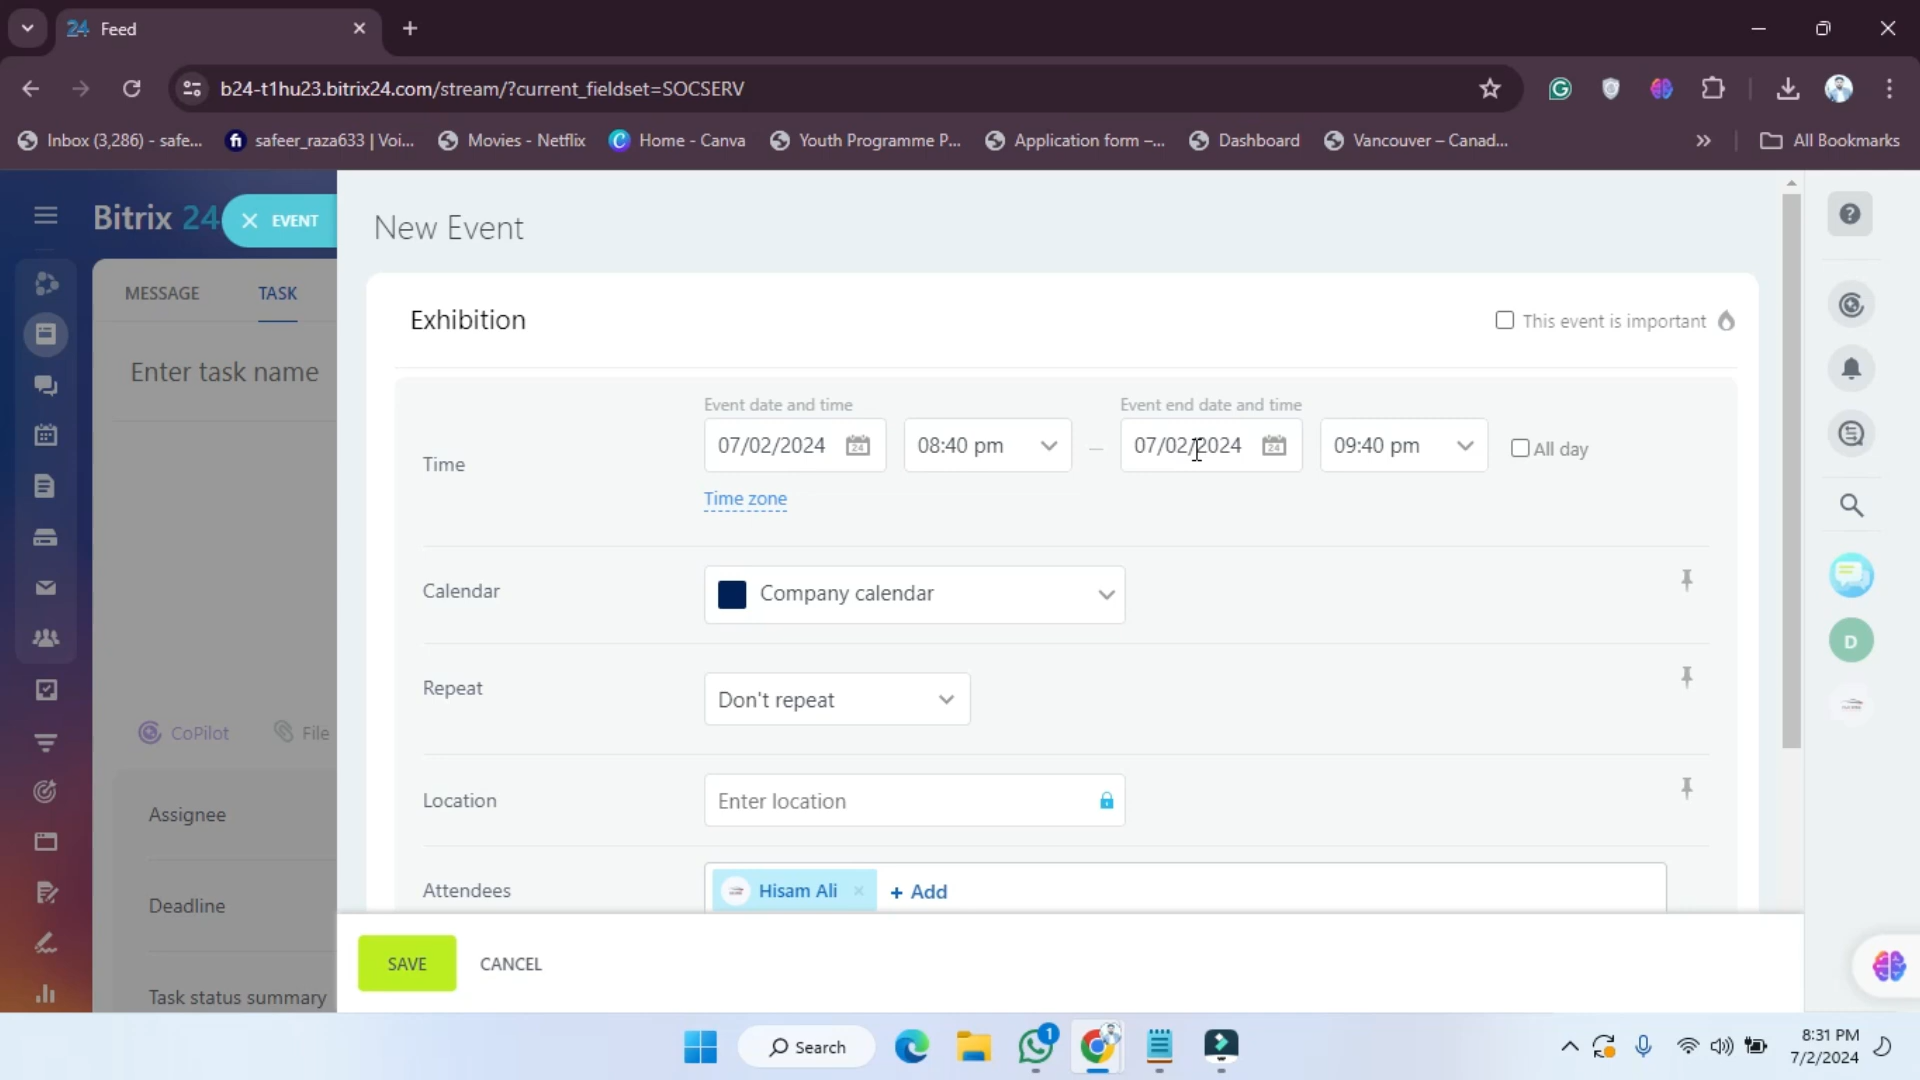 24 Feed
b24-t1hu23.bitrix24.com/stream/?current_fieldset=SOCSERV
Inbox (3,286) - safe...
safeer_raza633 | Voi...
Movies - Netflix
Home - Canva
Youth Programme P...
Application form –...
Dashboard
Vancouver – Canad...
All Bookmarks
Bitrix 24
EVENT
New Event
MESSAGE
TASK
Exhibition
This event is important
Enter task name
Event date and time
Event end date and time
Time
07/02/2024
24
08:40 pm
07/02/2024
24
09:40 pm
All day
Time zone
Calendar
Company calendar
Repeat
Don't repeat
CoPilot
File
Location
Enter location
Assignee
Attendees
Hisam Ali
+ Add
Deadline
SAVE
CANCEL
Task status summary
D
Search
1
8:31 PM
7/2/2024